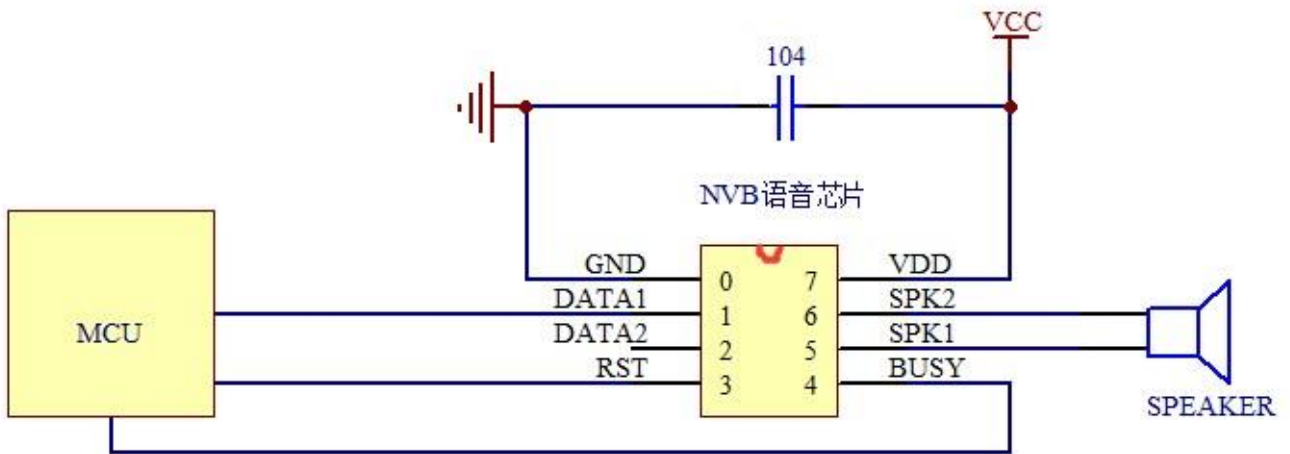 VCC
104
NVB语音芯片
GND 0 7 VDD
DATA1 1 6 SPK2
MCU
DATA2 2 5 SPK1
RST 3 4 BUSY
SPEAKER